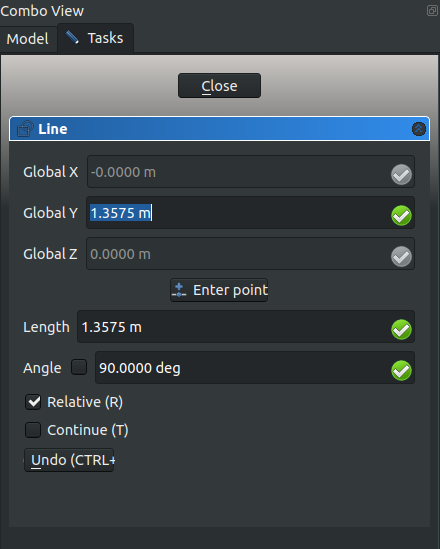 Combo View
Model
Tasks
Close
Line
Global X
-0.0000 m
Global Y
1.3575 m
Global Z
0.0000 m
Enter point
Length
1.3575 m
Angle
90.0000 deg
Relative (R)
Continue (T)
Undo (CTRL+